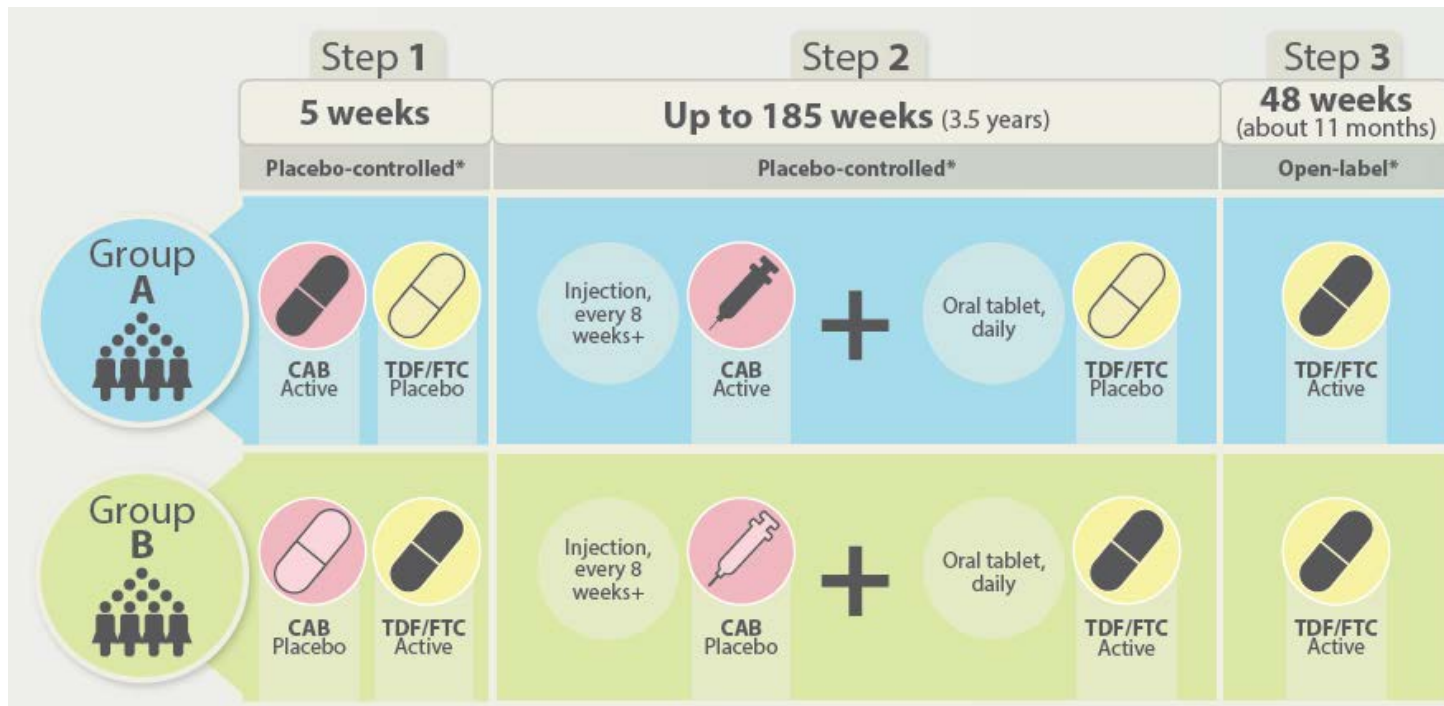 Step 1
Step 2
Step 3
5 weeks
Up to 185 weeks (3.5 years)
48 weeks
(about 11 months)
Placebo-controlled*
Placebo-controlled*
Open-label*
Group
A
CAB
Active
TDF/FTC
Placebo
Injection,
every 8
weeks+
CAB
Active
+
Oral tablet,
daily
TDF/FTC
Placebo
TDF/FTC
Active
Group
B
CAB
Placebo
TDF/FTC
Active
Injection,
every 8
weeks+
CAB
Placebo
+
Oral tablet,
daily
TDF/FTC
Active
TDF/FTC
Active